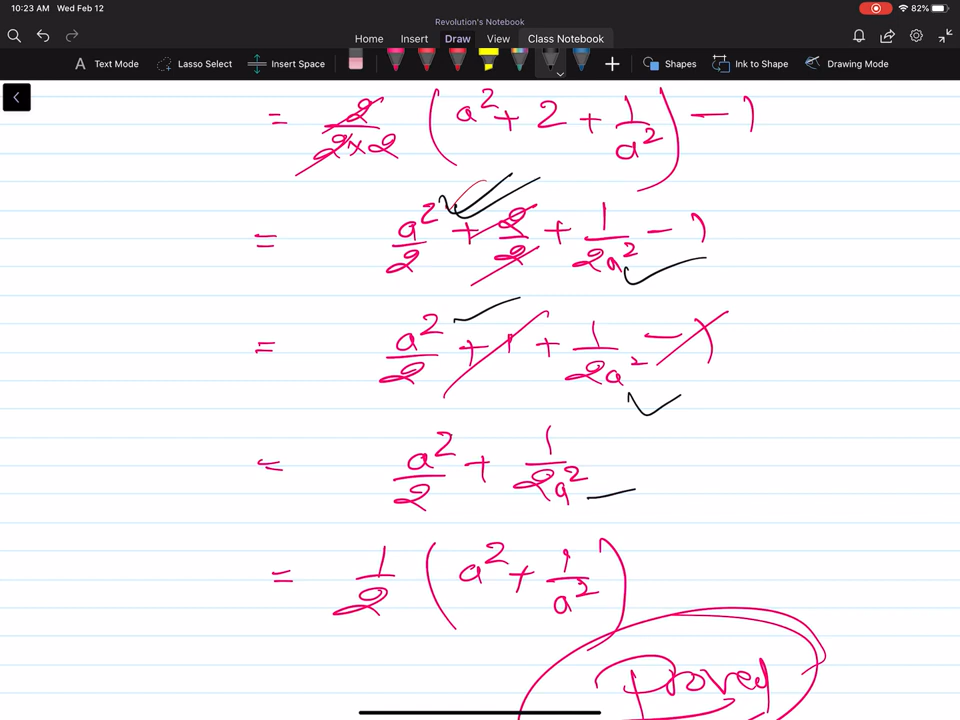 10:23 AM Wed Feb 12
82%
Revolution's Notebook
Home Insert Draw View Class Notebook
Text Mode Lasso Select Insert Space Shapes Ink to Shape Drawing Mode
= 2/(2×2) (a² + 2 + 1/a²) − 1
= a²/2 + 2/2 + 1/(2a²) − 1
= a²/2 + 1 + 1/(2a²) − 1
= a²/2 + 1/(2a²)
= 1/2 (a² + 1/a²)
Proved